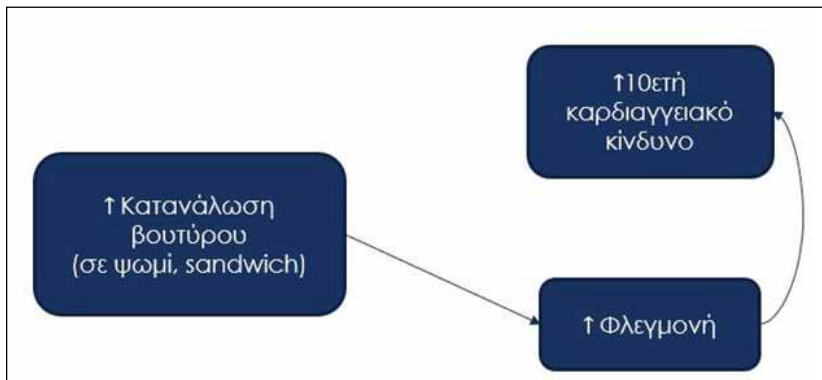 ↑10ετή
καρδιαγγειακό
κίνδυνο
↑Κατανάλωση
βουτύρου
(σε ψωμί, sandwich)
↑Φλεγμονή